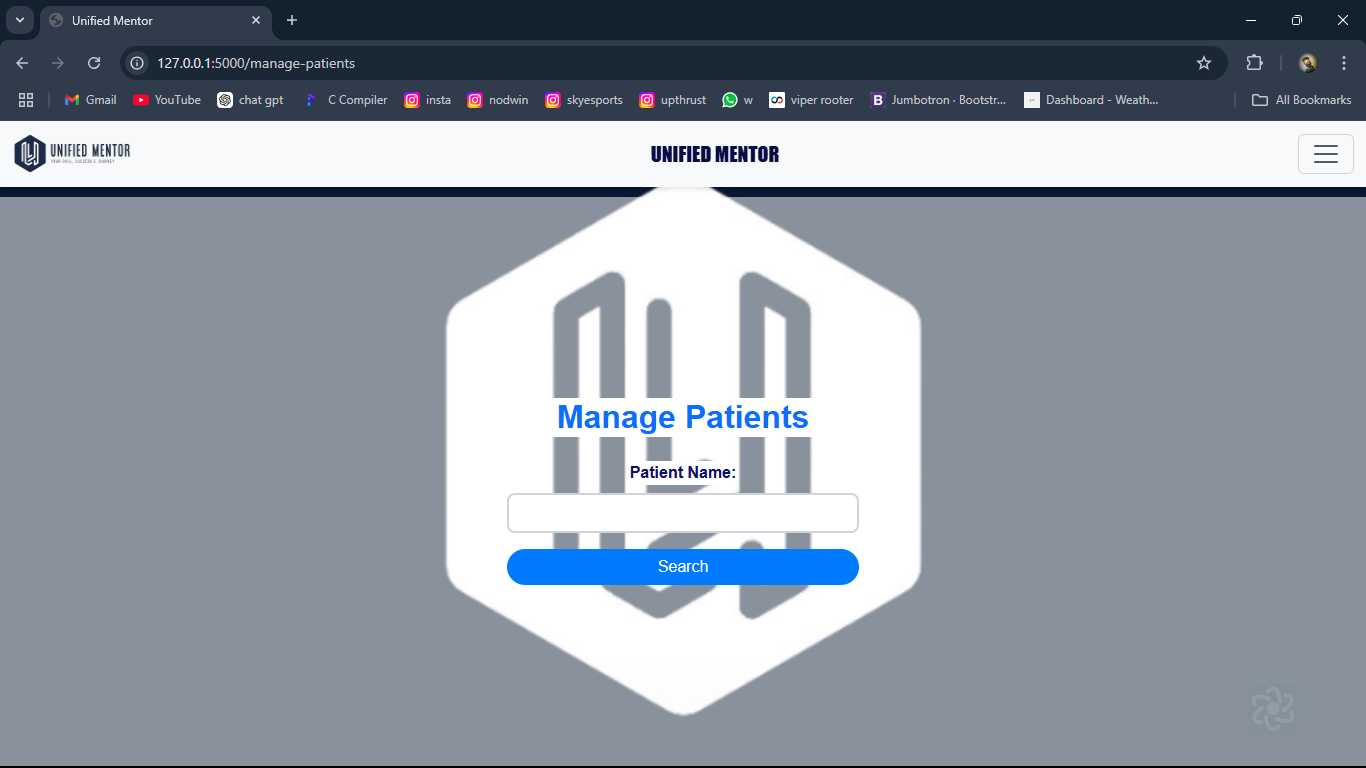 Unified Mentor
127.0.0.1:5000/manage-patients
Gmail YouTube chat gpt C Compiler insta nodwin skyesports upthrust w viper rooter Jumbotron · Bootstr... Dashboard - Weath... All Bookmarks
UNIFIED MENTOR
YOUR SKILL, SUCCESS'S JOURNEY
UNIFIED MENTOR
Manage Patients
Patient Name:
Search